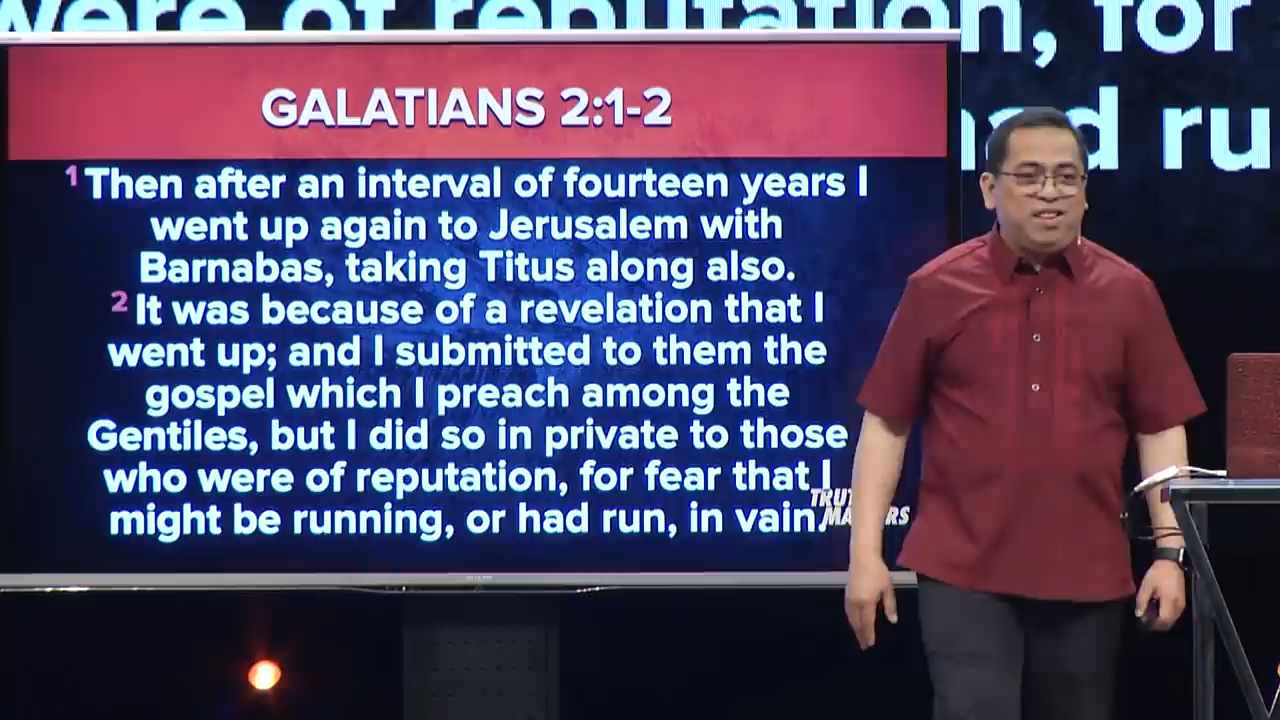 were of reputation, for
had ru
GALATIANS 2:1-2
1 Then after an interval of fourteen years I
went up again to Jerusalem with
Barnabas, taking Titus along also.
2 It was because of a revelation that I
went up; and I submitted to them the
gospel which I preach among the
Gentiles, but I did so in private to those
who were of reputation, for fear that I
might be running, or had run, in vain.